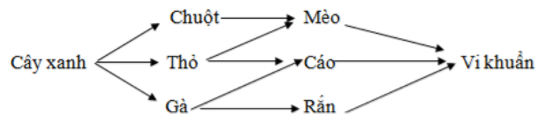 Chuột Mèo
Cây xanh Thỏ Cáo Vi khuẩn
Gà Rắn